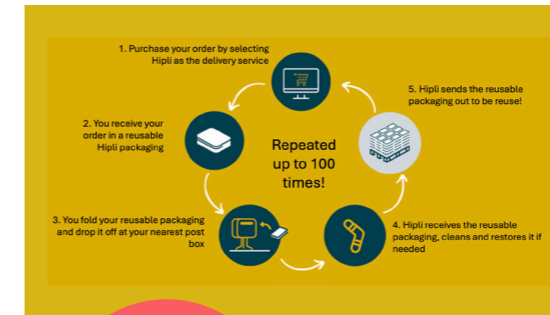 1. Purchase your order by selecting
Hipli as the delivery service
2. You receive your
order in a reusable
Hipli packaging
3. You fold your reusable packaging
and drop it off at your nearest post
box
4. Hipli receives the reusable
packaging, cleans and restores it if
needed
5. Hipli sends the reusable
packaging out to be reuse!
Repeated
up to 100
times!